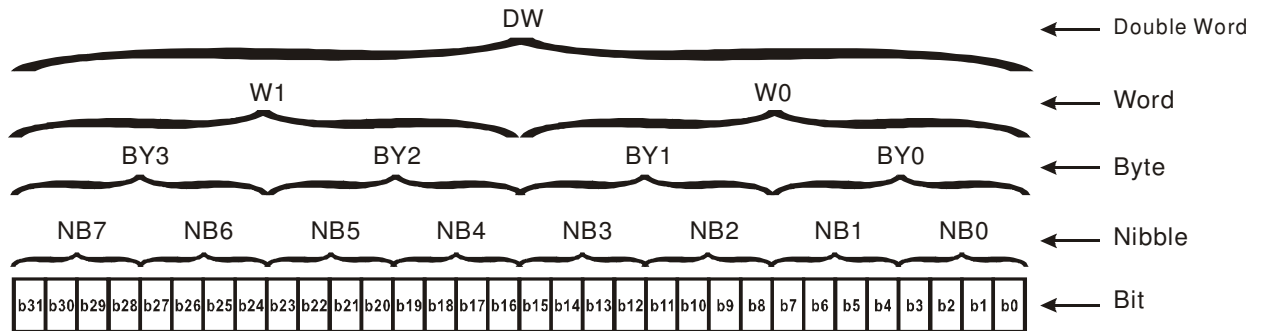 DW Double Word
W1 W0 Word
BY3 BY2 BY1 BY0 Byte
NB7 NB6 NB5 NB4 NB3 NB2 NB1 NB0 Nibble
b31 b30 b29 b28 b27 b26 b25 b24 b23 b22 b21 b20 b19 b18 b17 b16 b15 b14 b13 b12 b11 b10 b9 b8 b7 b6 b5 b4 b3 b2 b1 b0 Bit